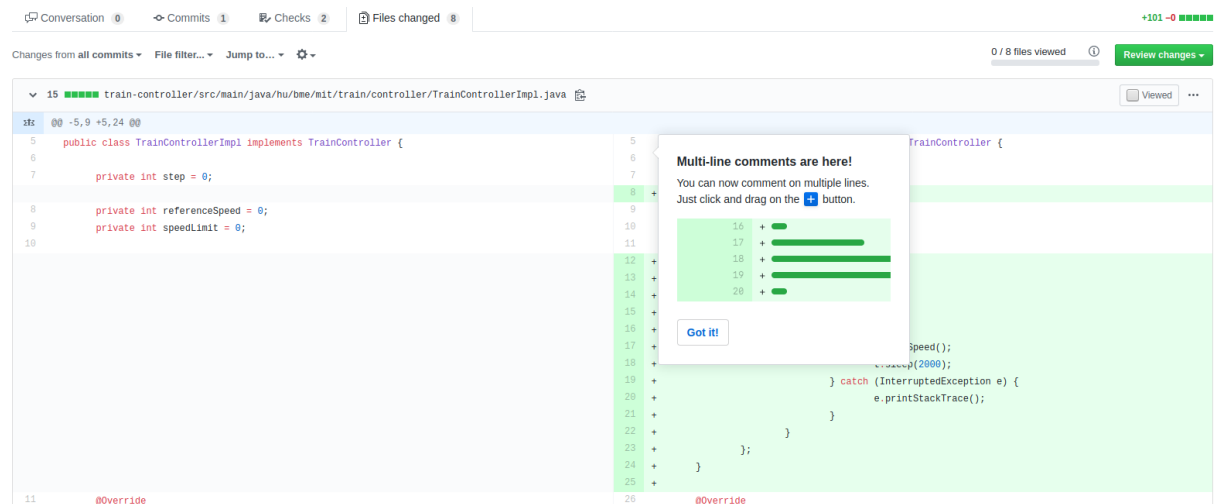 Conversation 0 Commits 1 Checks 2 Files changed 8 +101 −0
Changes from all commits File filter... Jump to... 0 / 8 files viewed Review changes
15 train-controller/src/main/java/hu/bme/mit/train/controller/TrainControllerImpl.java Viewed ...
@@ -5,9 +5,24 @@
5 public class TrainControllerImpl implements TrainController {
6
7 private int step = 0;
8 private int referenceSpeed = 0;
9 private int speedLimit = 0;
10
11 @Override
5 TrainController {
6
7
8 +
9
10
11
12 +
13 +
14 +
15 +
16 +
17 + Speed();
18 + t.sleep(2000);
19 + } catch (InterruptedException e) {
20 + e.printStackTrace();
21 + }
22 + }
23 + };
24 + }
25 +
26 @Override
Multi-line comments are here!
You can now comment on multiple lines.
Just click and drag on the + button.
16 +
17 +
18 +
19 +
20 +
Got it!